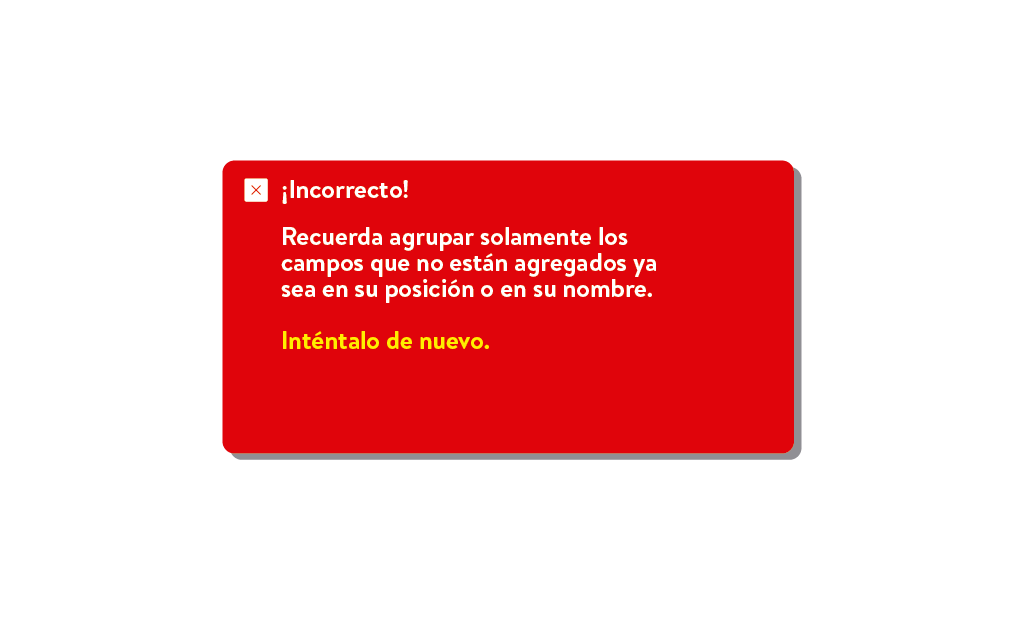 ¡Incorrecto!
Recuerda agrupar solamente los
campos que no están agregados ya
sea en su posición o en su nombre.
Inténtalo de nuevo.